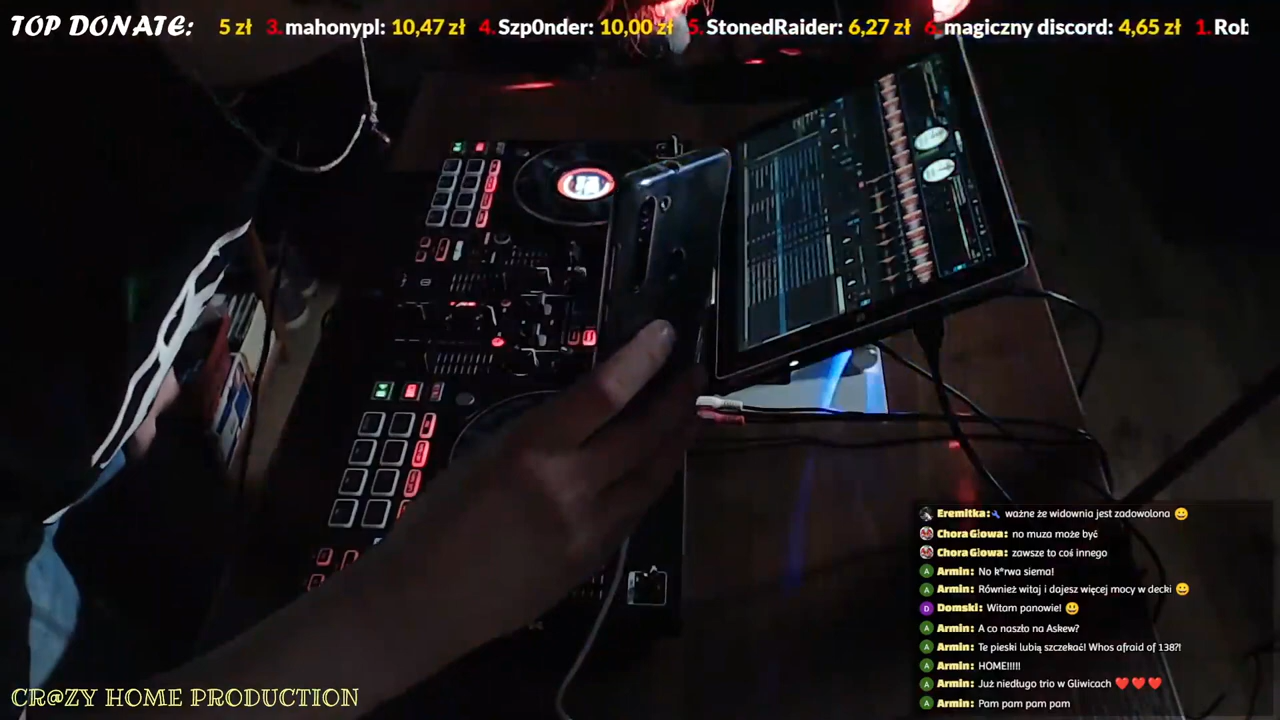 TOP DONATE: 5 zł 3. mahonypl: 10,47 zł 4. Szp0nder: 10,00 zł 5. StonedRaider: 6,27 zł 6. magiczny discord: 4,65 zł 1. Rob
Eremitka: ważne że widownia jest zadowolona 😀
Chora Głowa: no muza może być
Chora Głowa: zawsze to coś innego
Armin: No k*rwa siema!
Armin: Również witaj i dajesz więcej mocy w decki 😀
Domski: Witam panowie! 😃
Armin: A co naszło na Askew?
Armin: Te pieski lubią szczekać! Whos afraid of 138?!
Armin: HOME!!!!!
Armin: Już niedługo trio w Gliwicach ❤️❤️❤️
Armin: Pam pam pam pam
CR@ZY HOME PRODUCTION